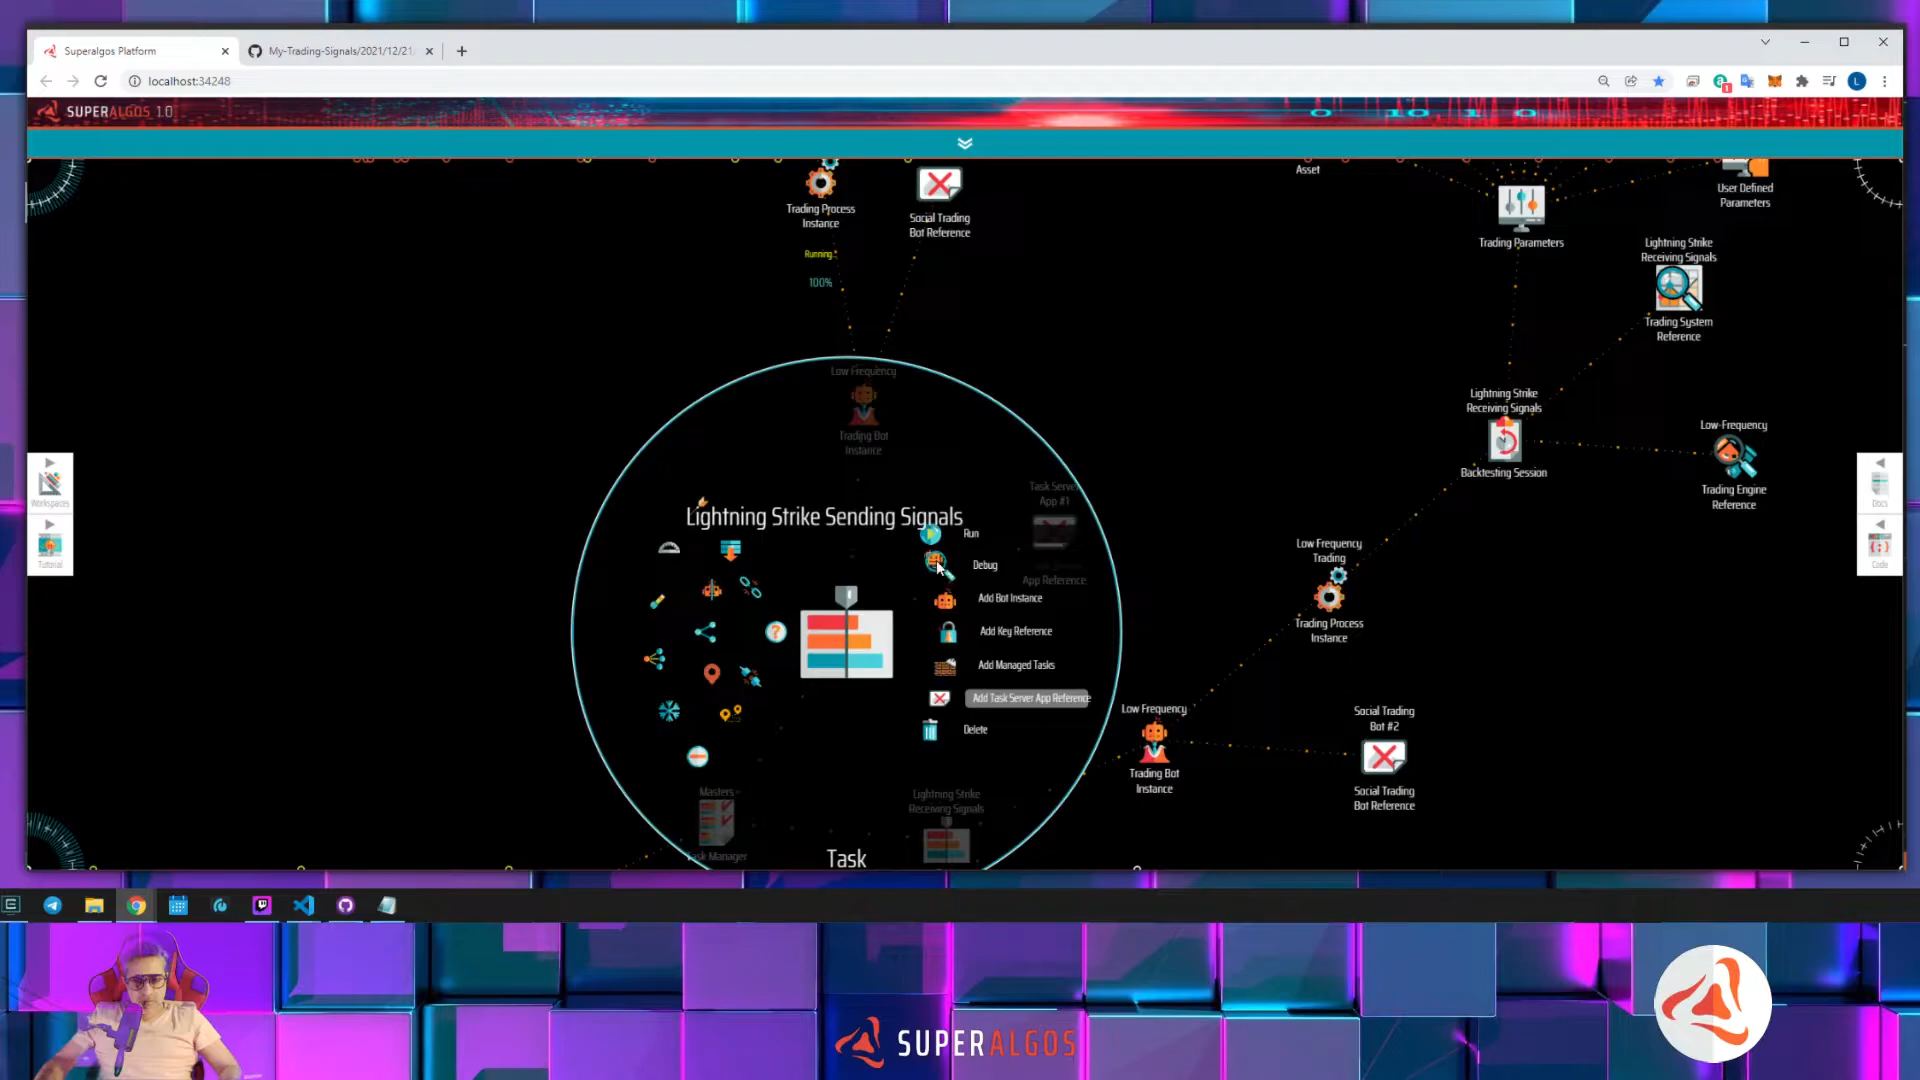 Superalgos Platform
My-Trading-Signals/2021/12/21
localhost:34248
SUPERALGOS 1.0
Trading Process
Instance
Running
100%
Social Trading
Bot Reference
Asset
Trading Parameters
User Defined
Parameters
Lightning Strike
Receiving Signals
Trading System
Reference
Lightning Strike
Receiving Signals
Backtesting Session
Low-Frequency
Trading Engine
Reference
Low Frequency
Trading
Trading Process
Instance
Low Frequency
Trading Bot
Instance
Social Trading
Bot #2
Social Trading
Bot Reference
Low Frequency
Trading Bot
Instance
Task Server
App #1
App Reference
Lightning Strike Sending Signals
Run
Debug
Add Bot Instance
Add Key Reference
Add Managed Tasks
Add Task Server App Reference
Delete
Masters
Task Manager
Lightning Strike
Receiving Signals
Task
Workspaces
Tutorial
Docs
Code
SUPERALGOS